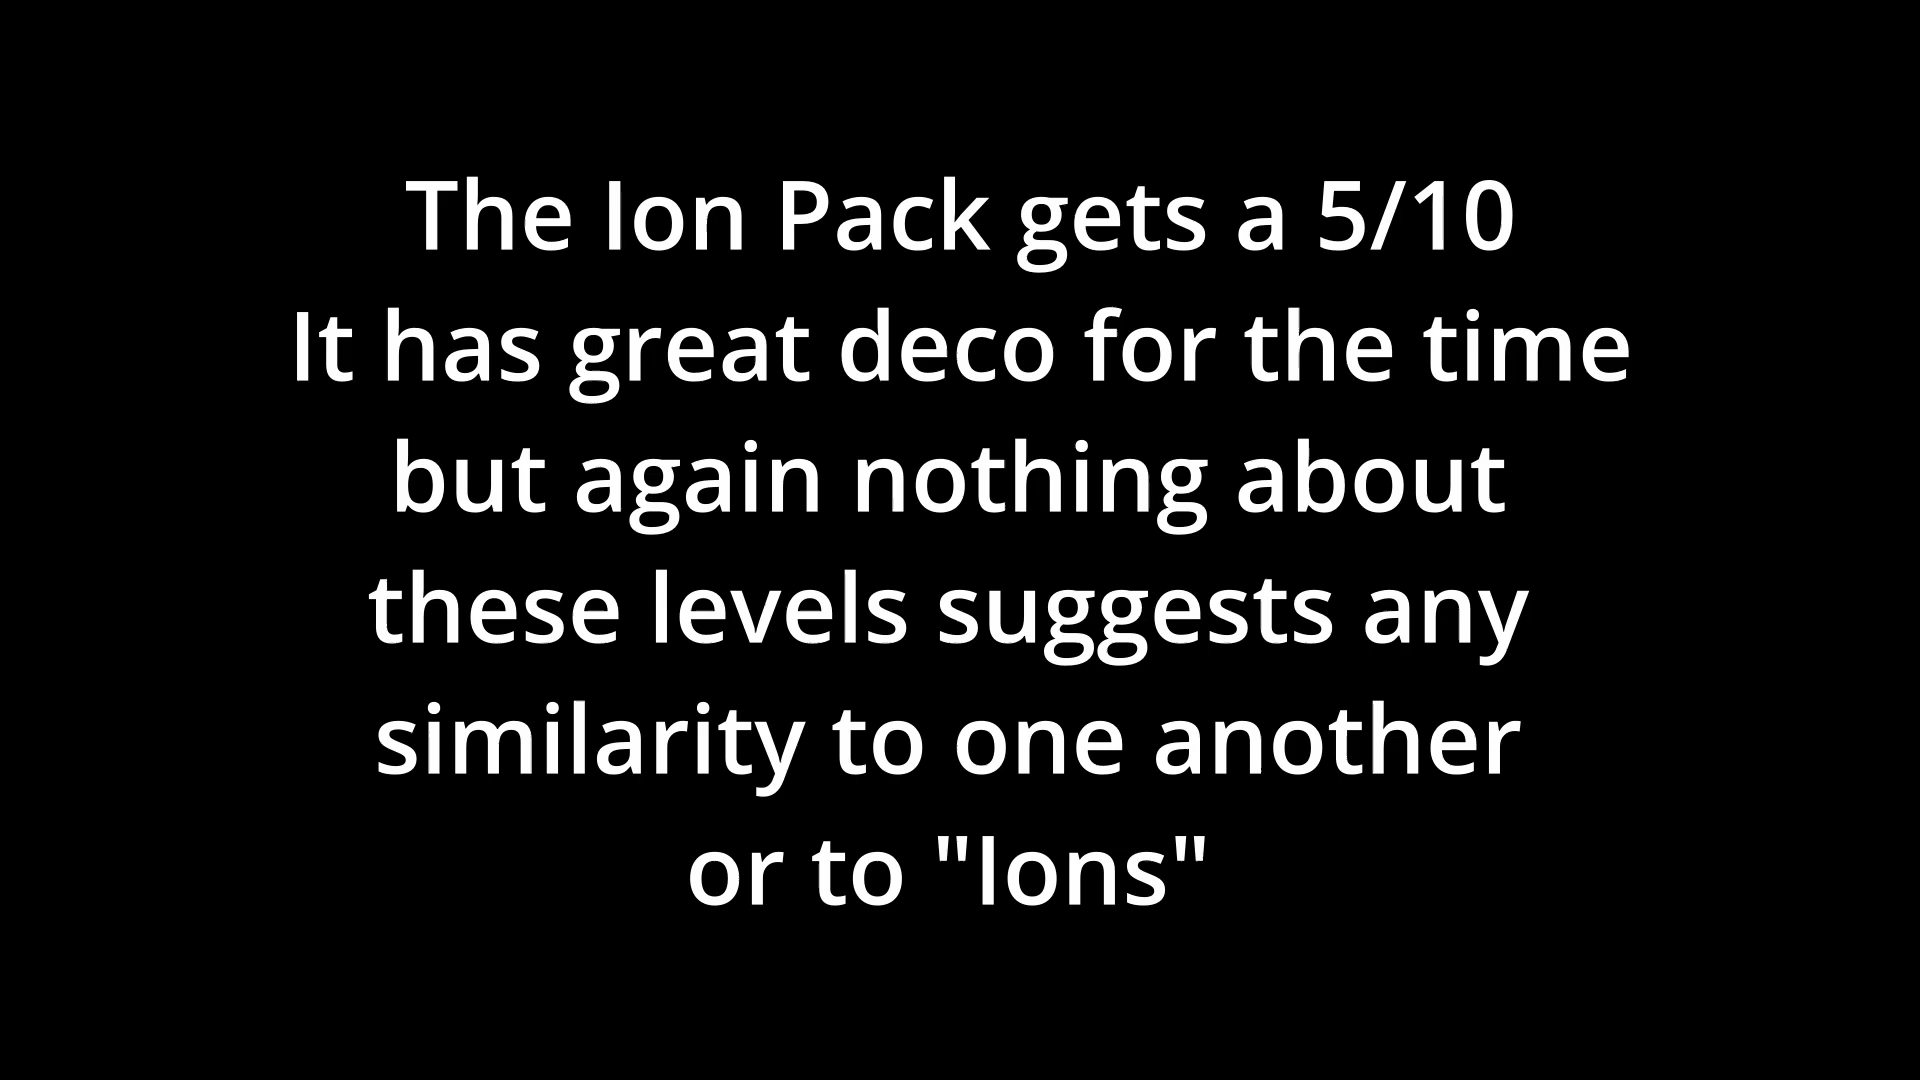 The Ion Pack gets a 5/10
It has great deco for the time
but again nothing about
these levels suggests any
similarity to one another
or to "Ions"